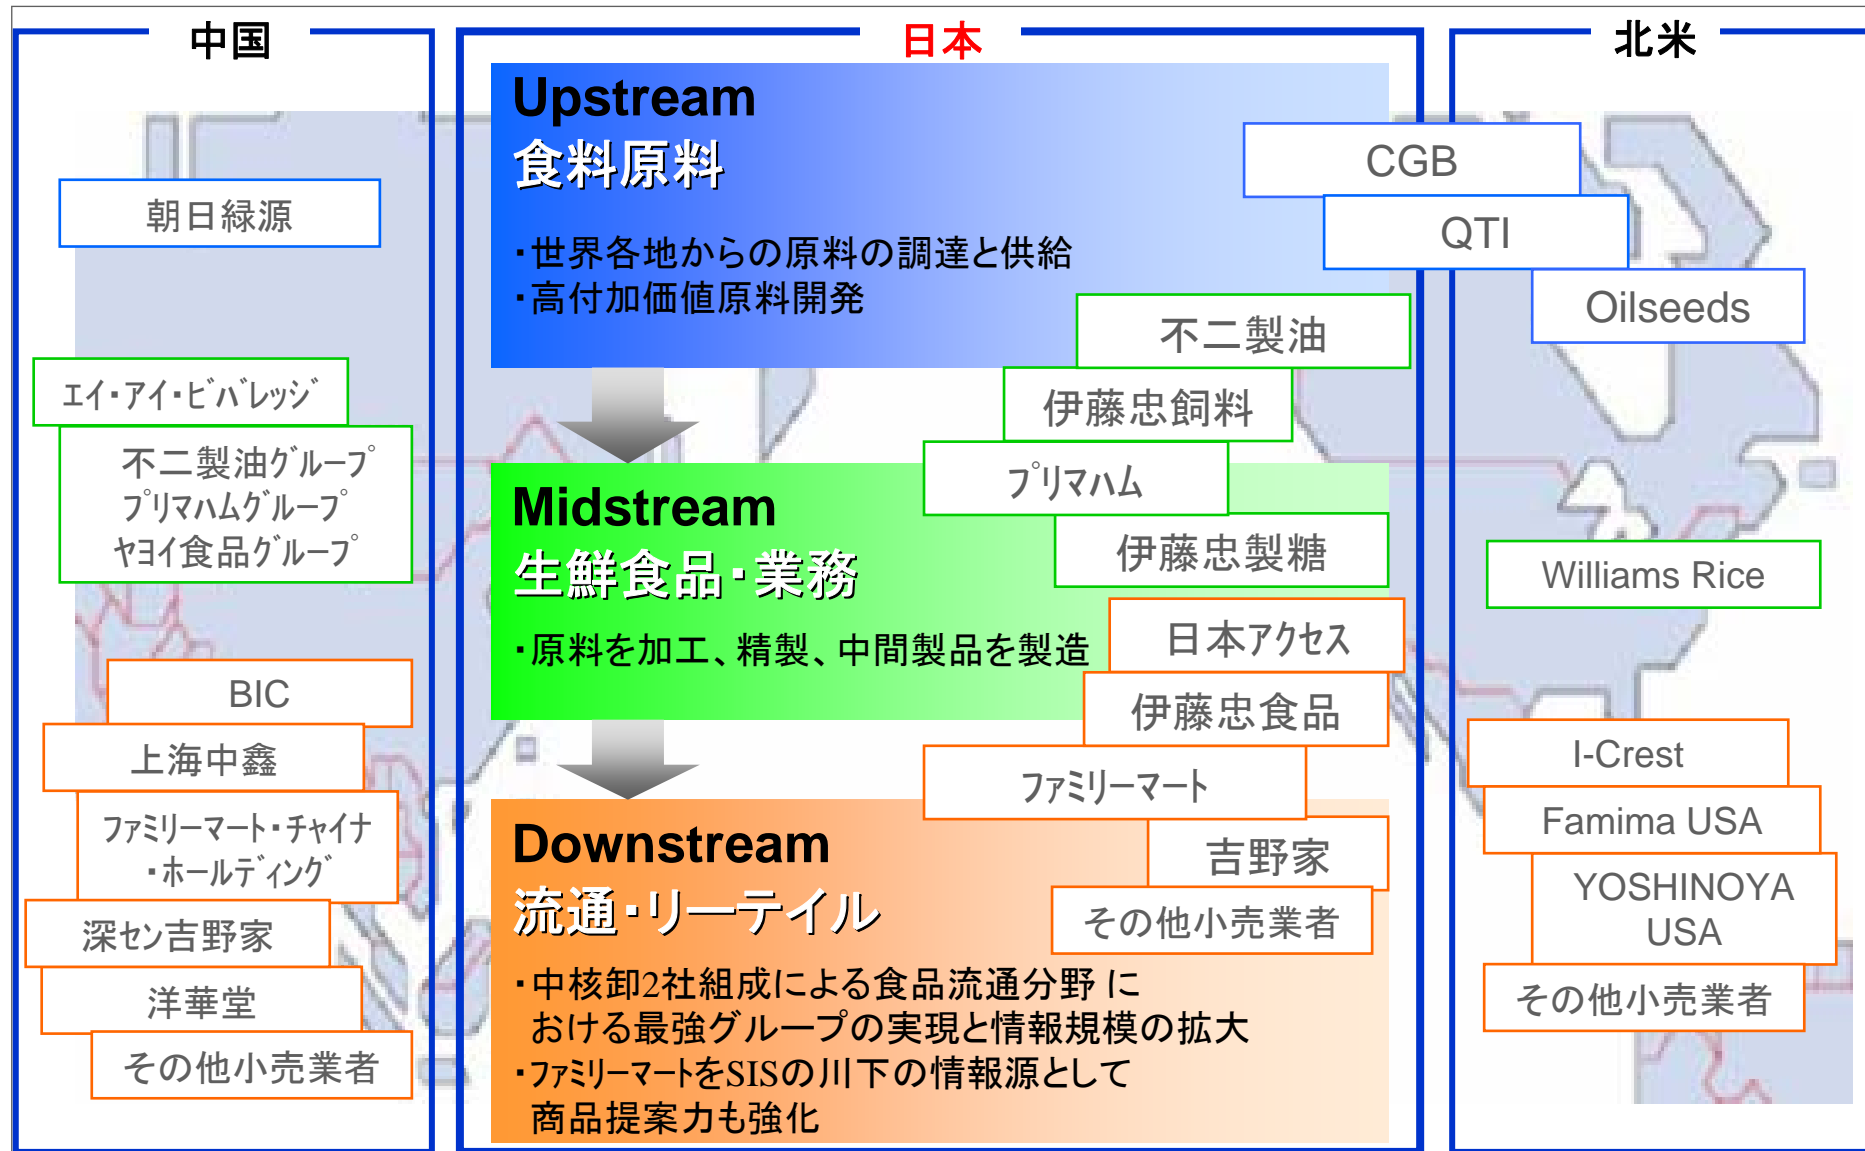 中国
朝日緑源
エイ・アイ・ビバレッジ
不二製油グループ
プリマハムグループ
ヤヨイ食品グループ
BIC
上海中鑫
ファミリーマート・チャイナ
・ホールディング
深セン吉野家
洋華堂
その他小売業者
日本
Upstream
食料原料
・世界各地からの原料の調達と供給
・高付加価値原料開発
不二製油
伊藤忠飼料
プリマハム
Midstream
生鮮食品・業務
・原料を加工、精製、中間製品を製造
伊藤忠製糖
日本アクセス
伊藤忠食品
ファミリーマート
Downstream
流通・リーテイル
吉野家
その他小売業者
・中核卸2社組成による食品流通分野 に
おける最強グループの実現と情報規模の拡大
・ファミリーマートをSISの川下の情報源として
商品提案力も強化
北米
CGB
QTI
Oilseeds
Williams Rice
I-Crest
Famima USA
YOSHINOYA
USA
その他小売業者